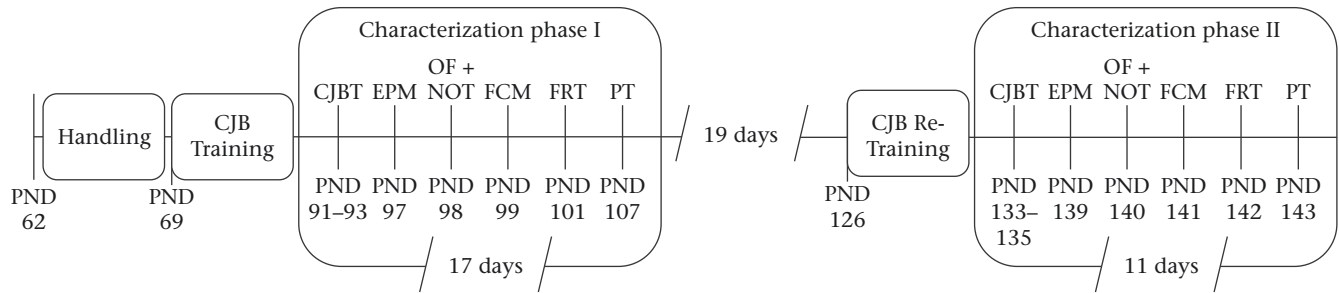 Characterization phase I
Characterization phase II
OF +
OF +
CJBT EPM NOT FCM FRT PT
CJBT EPM NOT FCM FRT PT
Handling
CJB
Training
19 days
CJB Re-
Training
PND
62
PND
69
PND
91–93
PND
97
PND
98
PND
99
PND
101
PND
107
PND
126
PND
133–
135
PND
139
PND
140
PND
141
PND
142
PND
143
17 days
11 days